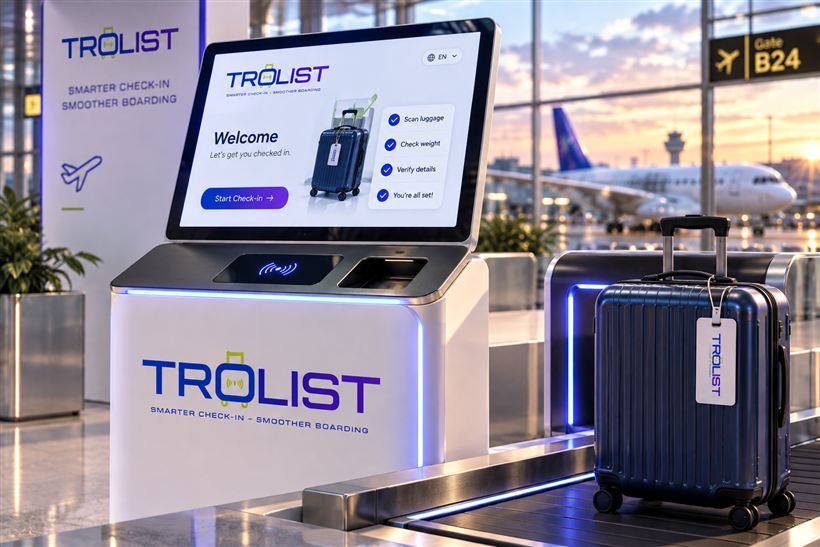 TROLIST
SMARTER CHECK-IN
SMOOTHER BOARDING
TROLIST
SMARTER CHECK-IN – SMOOTHER BOARDING
EN
Welcome
Let's get you checked in.
Start Check-in →
Scan luggage
Check weight
Verify details
You're all set!
TROLIST
SMARTER CHECK-IN – SMOOTHER BOARDING
Gate
B24
TROLIST